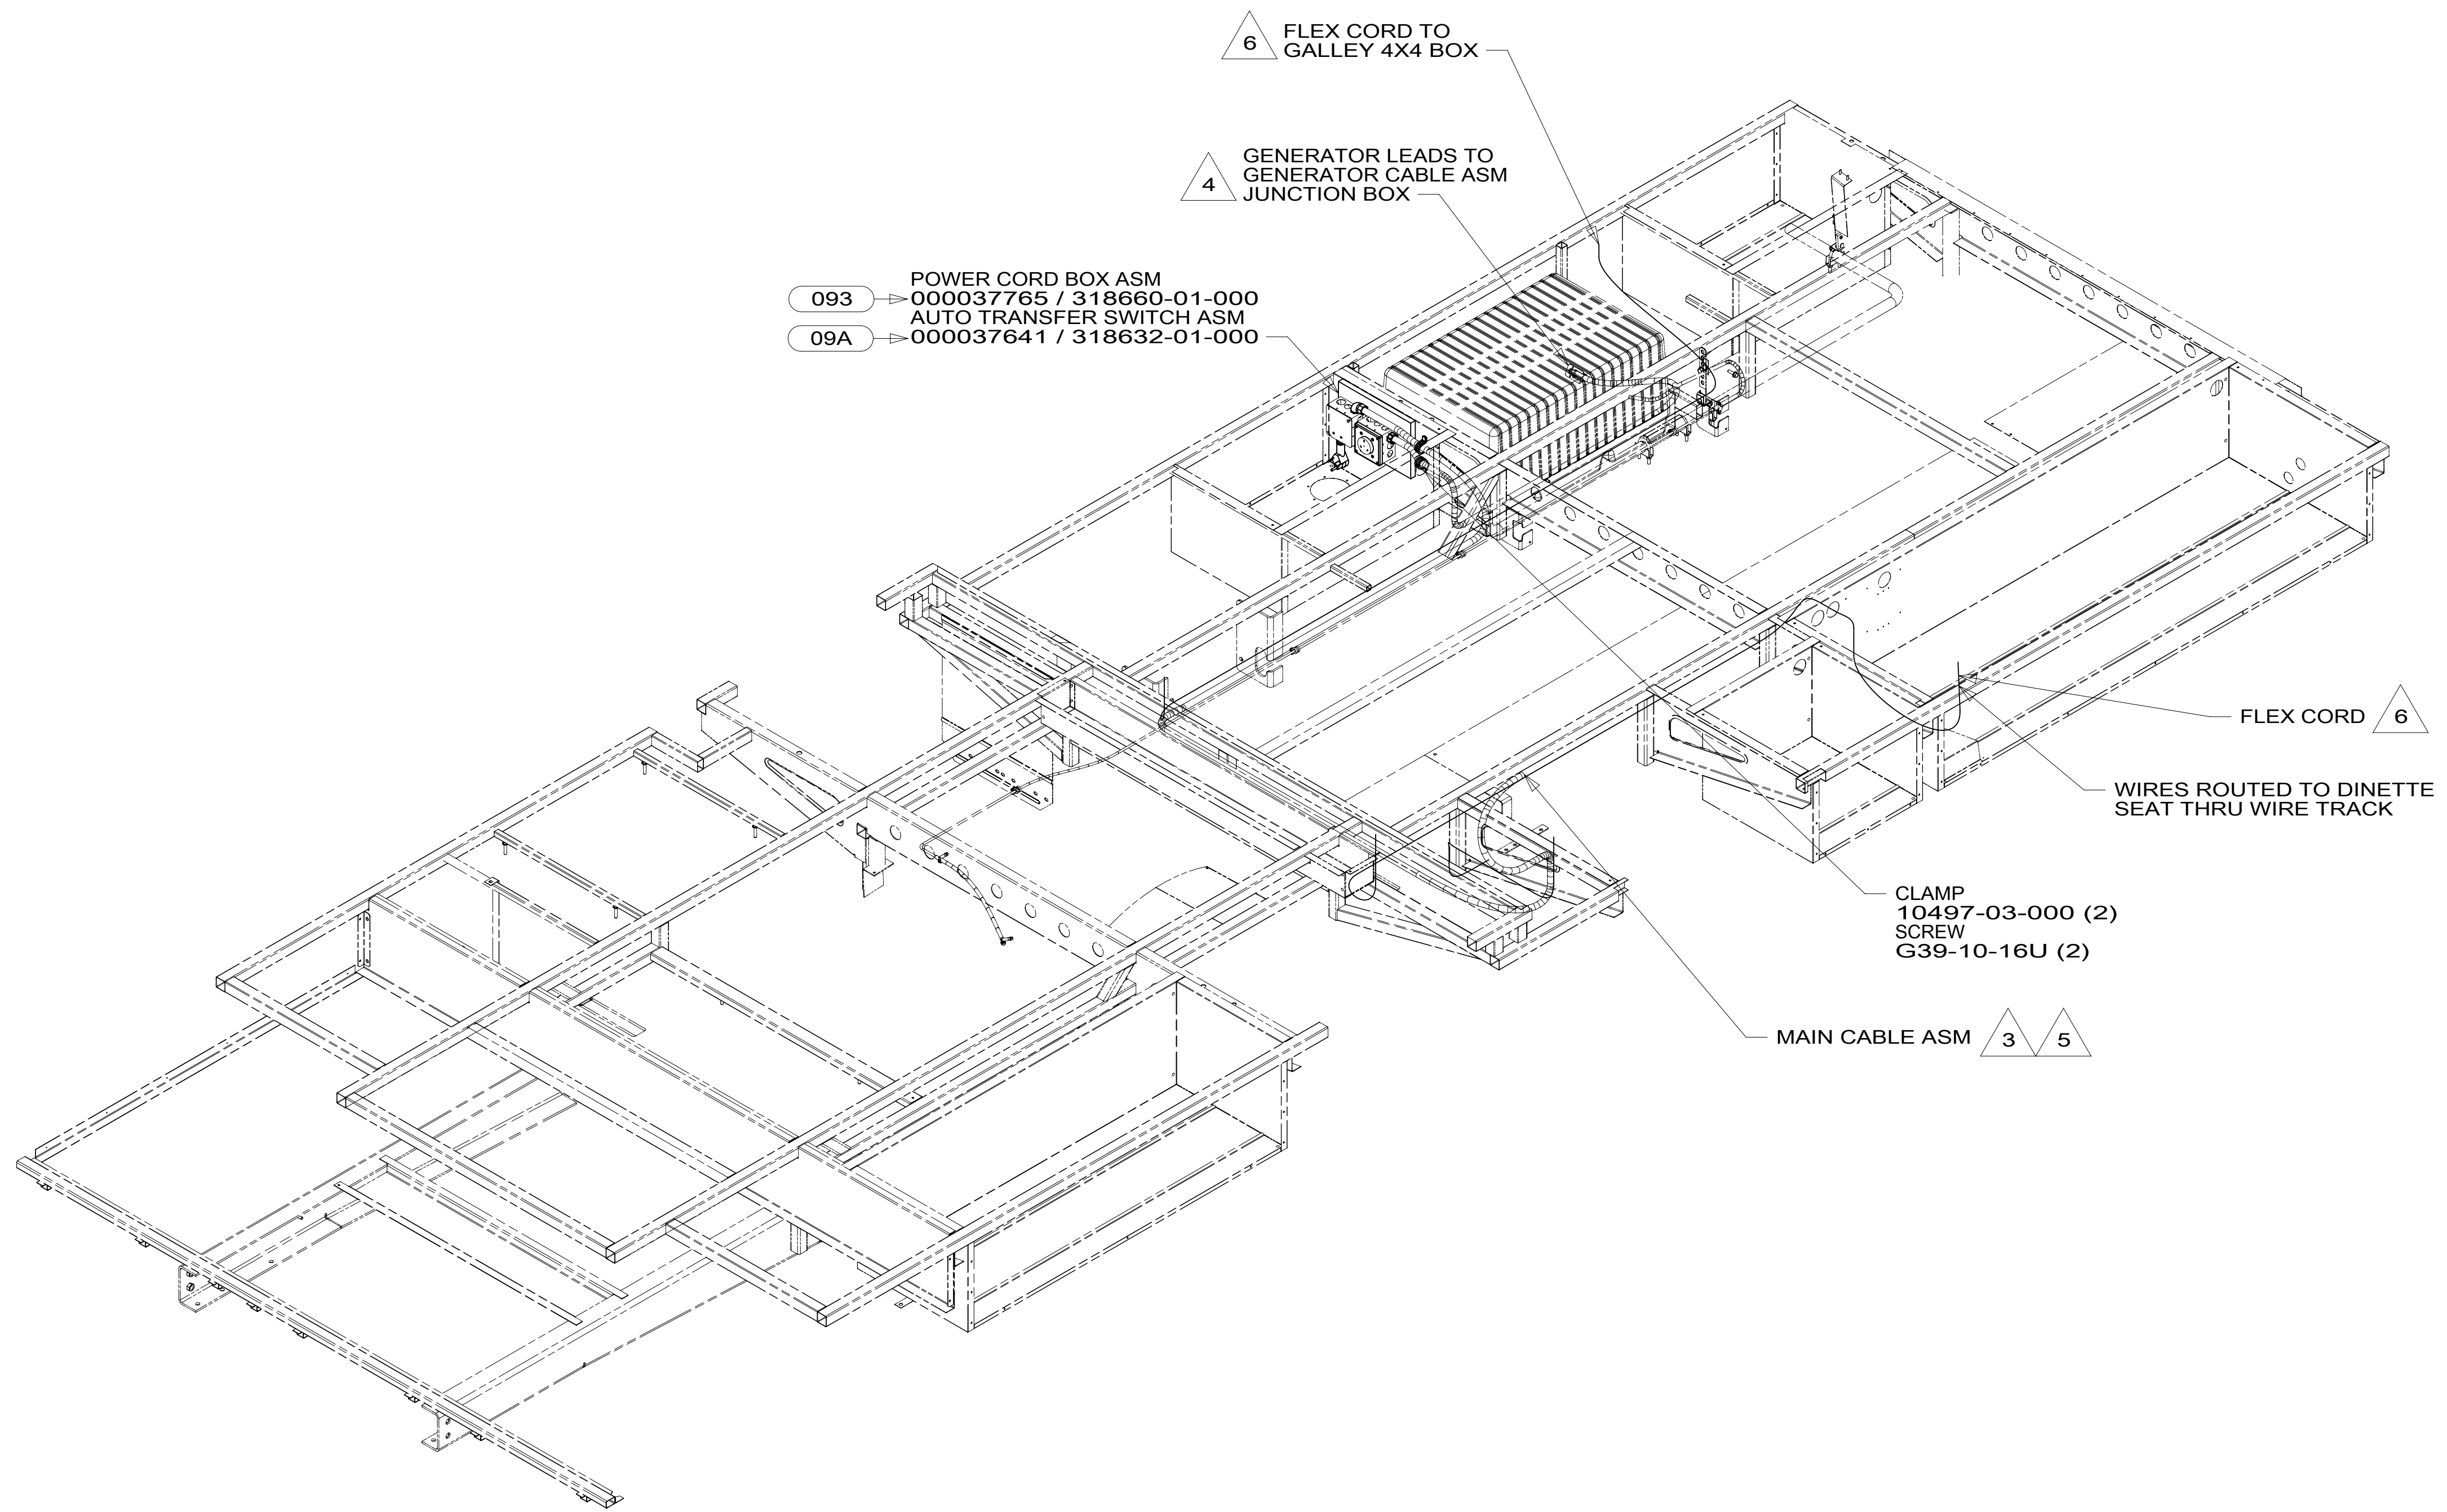 6
FLEX CORD TO
GALLEY 4X4 BOX
4
GENERATOR LEADS TO
GENERATOR CABLE ASM
JUNCTION BOX
POWER CORD BOX ASM
093 000037765 / 318660-01-000
AUTO TRANSFER SWITCH ASM
09A 000037641 / 318632-01-000
FLEX CORD 6
WIRES ROUTED TO DINETTE
SEAT THRU WIRE TRACK
CLAMP
10497-03-000 (2)
SCREW
G39-10-16U (2)
MAIN CABLE ASM 3 5